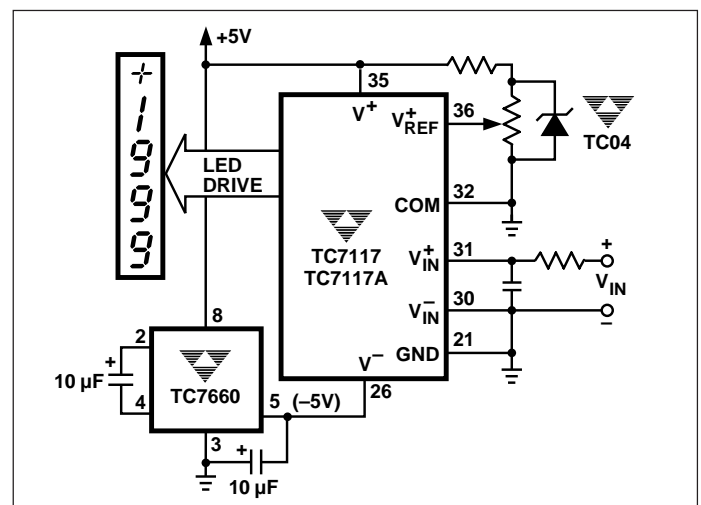 +5V
35
V+
36
V+REF
TC04
LED
DRIVE
32
COM
TC7117
TC7117A
31
V+IN
+
VIN
30
V–IN
–
21
GND
V–
26
8
2
+
10 µF
4
TC7660
5 (–5V)
3
+
10 µF
+1999